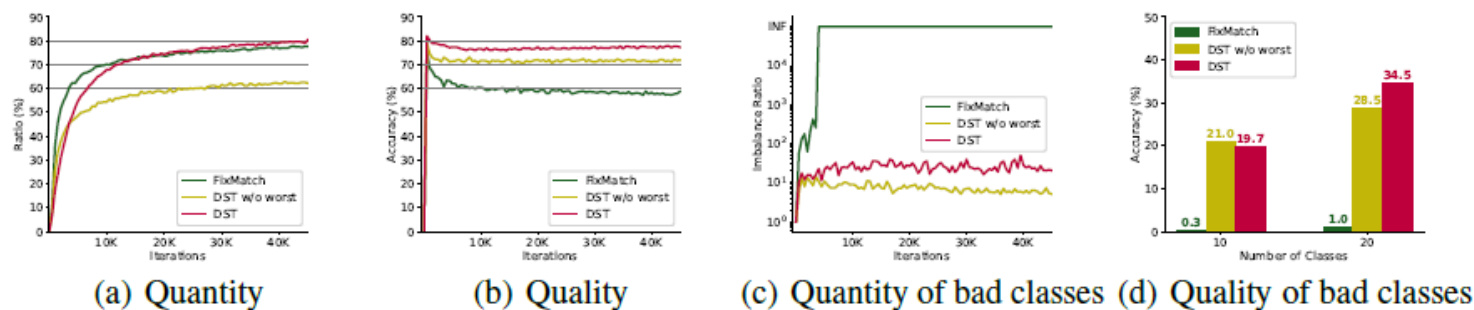 90
80
70
60
50
40
30
20
10
0
Ratio (%)
10K 20K 30K 40K
Iterations
FlxMatch
DST w/o worst
DST
(a) Quantity
90
80
70
60
50
40
30
20
10
0
Accuracy (%)
10K 20K 30K 40K
Iterations
FlxMatch
DST w/o worst
DST
(b) Quality
INF
10^4
10^3
10^2
10^1
10^0
Imbalance Ratio
10K 20K 30K 40K
Iterations
FlxMatch
DST w/o worst
DST
(c) Quantity of bad classes
50
40
30
20
10
0
Accuracy (%)
FlxMatch
DST w/o worst
DST
0.3 21.0 19.7
1.0 28.5 34.5
10 20
Number of Classes
(d) Quality of bad classes